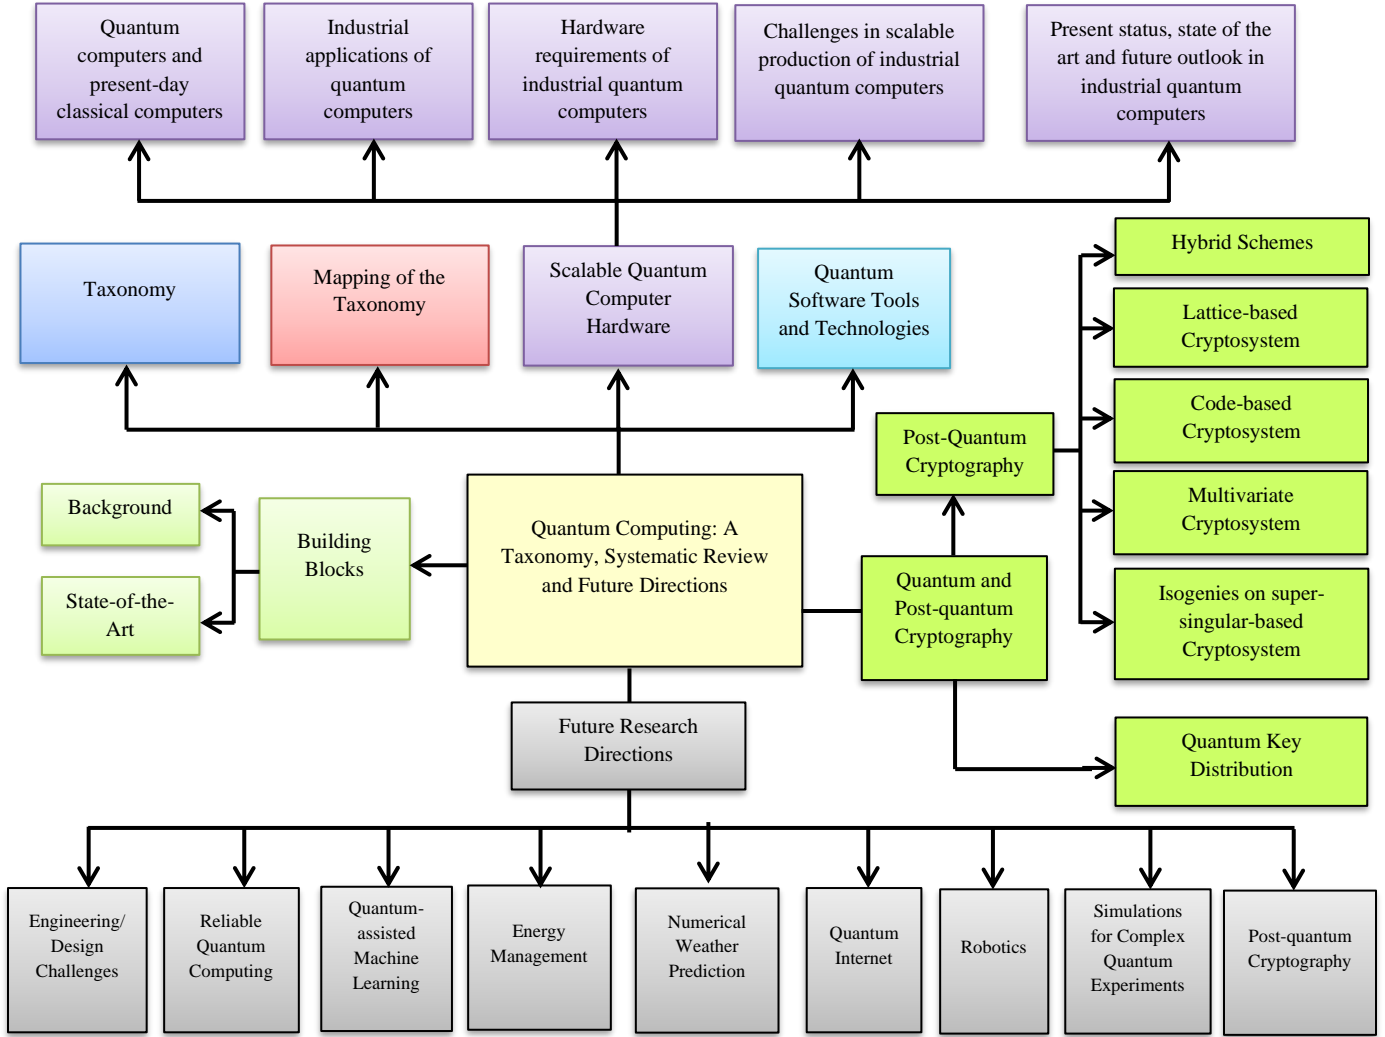 Quantum
computers and
present-day
classical computers
Industrial
applications of
quantum
computers
Hardware
requirements of
industrial quantum
computers
Challenges in scalable
production of industrial
quantum computers
Present status, state of the
art and future outlook in
industrial quantum
computers
Taxonomy
Mapping of the
Taxonomy
Scalable Quantum
Computer
Hardware
Quantum
Software Tools
and Technologies
Hybrid Schemes
Lattice-based
Cryptosystem
Code-based
Cryptosystem
Multivariate
Cryptosystem
Isogenies on super-
singular-based
Cryptosystem
Post-Quantum
Cryptography
Background
State-of-the-
Art
Building
Blocks
Quantum Computing: A
Taxonomy, Systematic Review
and Future Directions
Quantum and
Post-quantum
Cryptography
Quantum Key
Distribution
Future Research
Directions
Engineering/
Design
Challenges
Reliable
Quantum
Computing
Quantum-
assisted
Machine
Learning
Energy
Management
Numerical
Weather
Prediction
Quantum
Internet
Robotics
Simulations
for Complex
Quantum
Experiments
Post-quantum
Cryptography